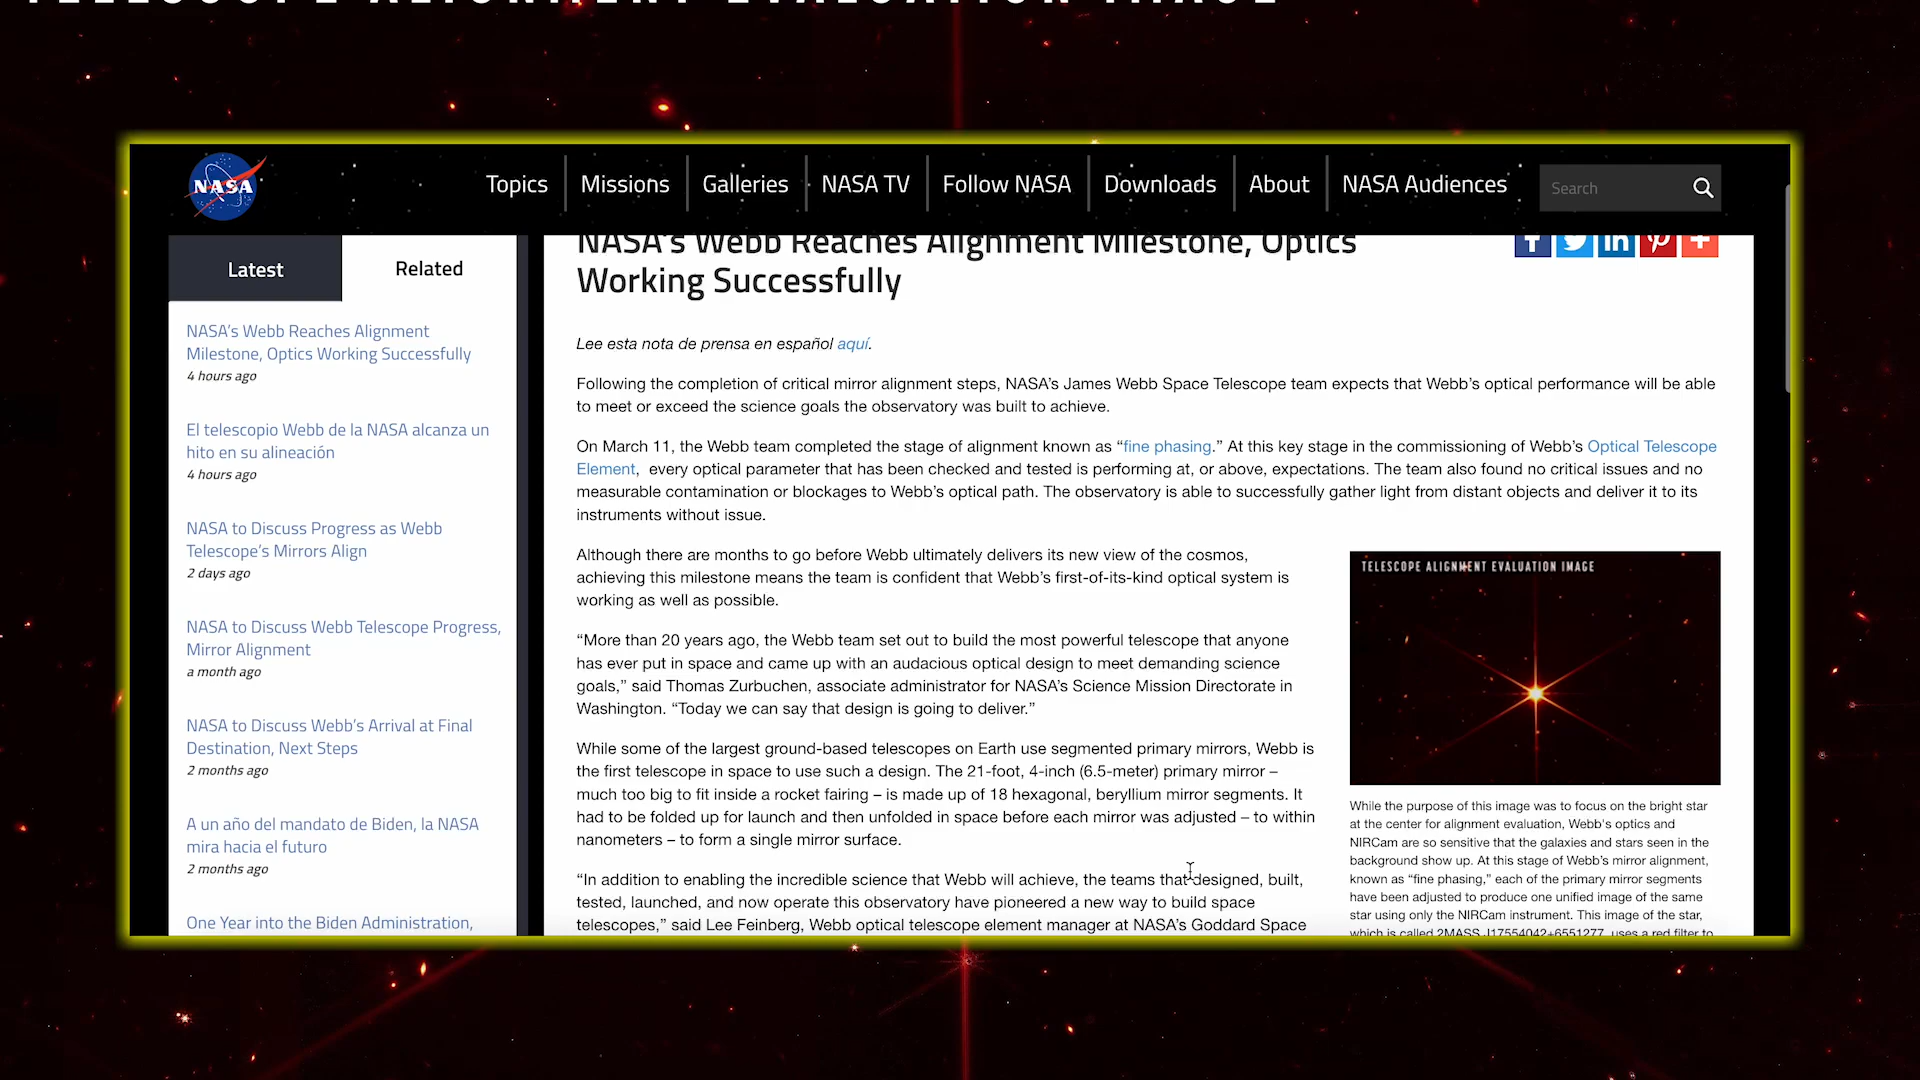 TELESCOPE ALIGNMENT EVALUATION IMAGE
NASA
Topics
Missions
Galleries
NASA TV
Follow NASA
Downloads
About
NASA Audiences
Search
Latest
Related
NASA’s Webb Reaches Alignment
Milestone, Optics Working Successfully
4 hours ago
El telescopio Webb de la NASA alcanza un
hito en su alineación
4 hours ago
NASA to Discuss Progress as Webb
Telescope’s Mirrors Align
2 days ago
NASA to Discuss Webb Telescope Progress,
Mirror Alignment
a month ago
NASA to Discuss Webb’s Arrival at Final
Destination, Next Steps
2 months ago
A un año del mandato de Biden, la NASA
mira hacia el futuro
2 months ago
One Year into the Biden Administration,
NASA’s Webb Reaches Alignment Milestone, Optics
Working Successfully
Lee esta nota de prensa en español aquí.
Following the completion of critical mirror alignment steps, NASA’s James Webb Space Telescope team expects that Webb’s optical performance will be able
to meet or exceed the science goals the observatory was built to achieve.
On March 11, the Webb team completed the stage of alignment known as “fine phasing.” At this key stage in the commissioning of Webb’s Optical Telescope
Element, every optical parameter that has been checked and tested is performing at, or above, expectations. The team also found no critical issues and no
measurable contamination or blockages to Webb’s optical path. The observatory is able to successfully gather light from distant objects and deliver it to its
instruments without issue.
Although there are months to go before Webb ultimately delivers its new view of the cosmos,
achieving this milestone means the team is confident that Webb’s first-of-its-kind optical system is
working as well as possible.
“More than 20 years ago, the Webb team set out to build the most powerful telescope that anyone
has ever put in space and came up with an audacious optical design to meet demanding science
goals,” said Thomas Zurbuchen, associate administrator for NASA’s Science Mission Directorate in
Washington. “Today we can say that design is going to deliver.”
While some of the largest ground-based telescopes on Earth use segmented primary mirrors, Webb is
the first telescope in space to use such a design. The 21-foot, 4-inch (6.5-meter) primary mirror –
much too big to fit inside a rocket fairing – is made up of 18 hexagonal, beryllium mirror segments. It
had to be folded up for launch and then unfolded in space before each mirror was adjusted – to within
nanometers – to form a single mirror surface.
“In addition to enabling the incredible science that Webb will achieve, the teams that designed, built,
tested, launched, and now operate this observatory have pioneered a new way to build space
telescopes,” said Lee Feinberg, Webb optical telescope element manager at NASA’s Goddard Space
TELESCOPE ALIGNMENT EVALUATION IMAGE
While the purpose of this image was to focus on the bright star
at the center for alignment evaluation, Webb's optics and
NIRCam are so sensitive that the galaxies and stars seen in the
background show up. At this stage of Webb’s mirror alignment,
known as “fine phasing,” each of the primary mirror segments
have been adjusted to produce one unified image of the same
star using only the NIRCam instrument. This image of the star,
which is called 2MASS J17554042+6551277, uses a red filter to